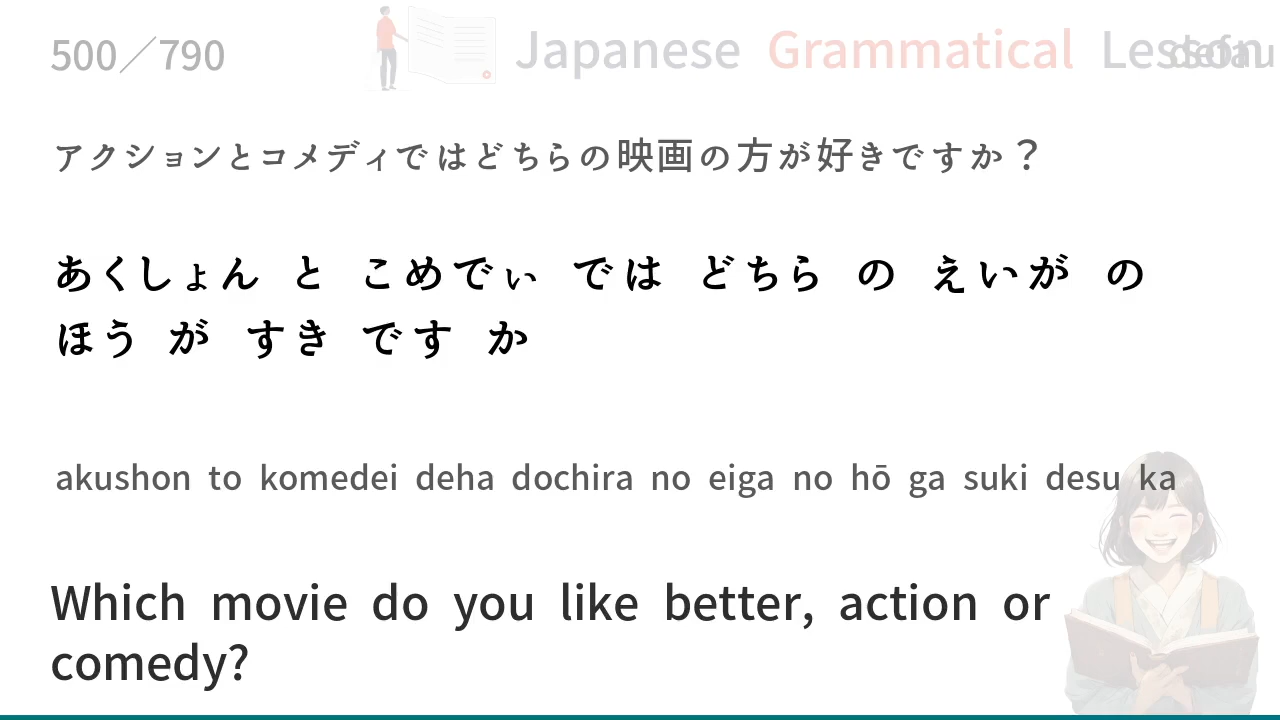 500／790
Japanese Grammatical Lesson
アクションとコメディではどちらの映画の方が好きですか？
あくしょん と こめでぃ では どちら の えいが の
ほう が すき です か
akushon to komedei deha dochira no eiga no hō ga suki desu ka
Which movie do you like better, action or
comedy?